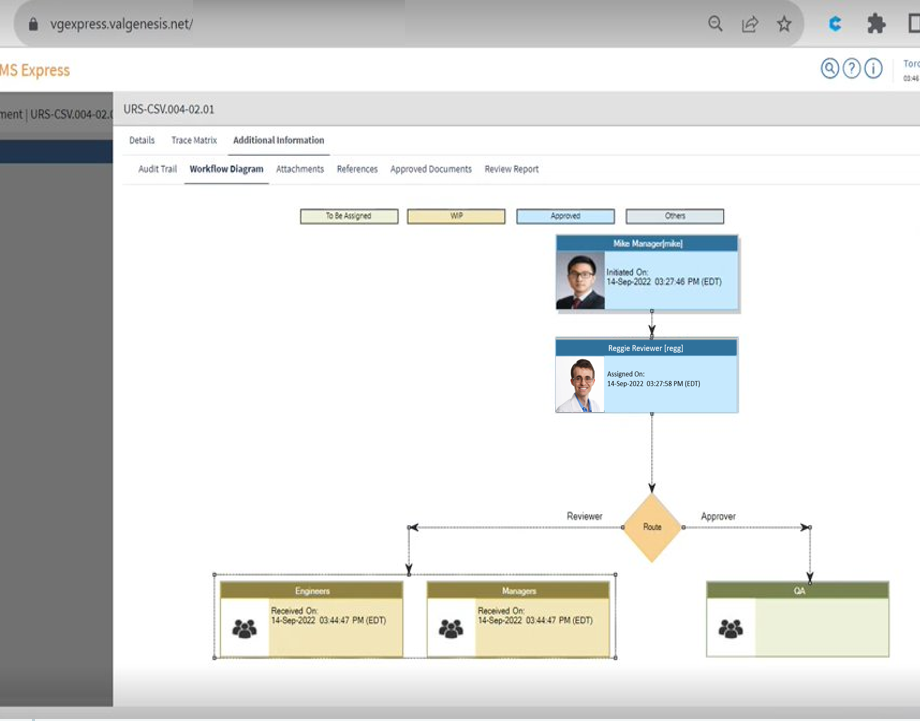 vgexpress.valgenesis.net/
MS Express
03:46
ment | URS-CSV.004-02.0
URS-CSV.004-02.01
Details Trace Matrix Additional Information
Audit Trail Workflow Diagram Attachments References Approved Documents Review Report
To Be Assigned WIP Approved Others
Mike Manager[mike]
Initiated On:
14-Sep-2022 03:27:46 PM (EDT)
Reggie Reviewer [regg]
Assigned On:
14-Sep-2022 03:27:58 PM (EDT)
Reviewer Route Approver
Engineers
Received On:
14-Sep-2022 03:44:47 PM (EDT)
Managers
Received On:
14-Sep-2022 03:44:47 PM (EDT)
QA